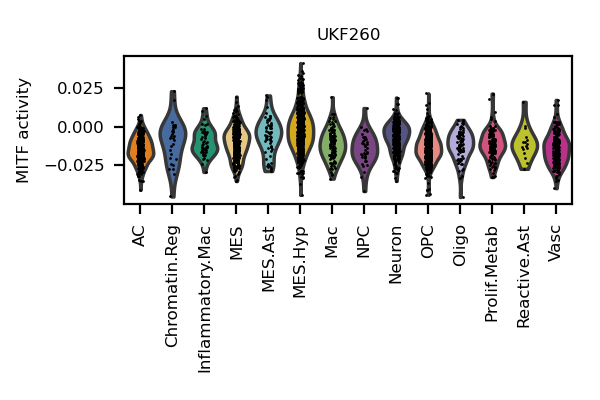 UKF260
MITF activity
0.025
0.000
−0.025
AC
Chromatin.Reg
Inflammatory.Mac
MES
MES.Ast
MES.Hyp
Mac
NPC
Neuron
OPC
Oligo
Prolif.Metab
Reactive.Ast
Vasc